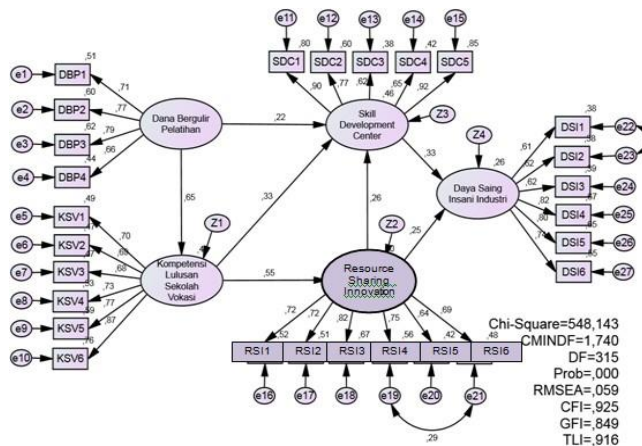 e11
e12
e13
e14
e15
,80
,60
,38
,42
,85
SDC1
SDC2
SDC3
SDC4
SDC5
,90
,77
,62
,65
,92
,46
Skill
Development
Center
Z3
e1
DBP1
,51
,71
e2
DBP2
,60
,77
e3
DBP3
,62
,79
e4
DBP4
,44
,66
Dana Bergulir
Pelatihan
,22
,65
,33
,26
,33
Z4
,26
Daya Saing
Insani Industri
,38
DSI1
e22
,61
DSI2
e23
,62
DSI3
e24
,62
,67
DSI4
e25
,82
,65
DSI5
e26
,80
,55
DSI6
e27
e5
KSV1
,49
,70
e6
KSV2
e7
KSV3
,68
e8
KSV4
,73
e9
KSV5
,77
e10
KSV6
,87
,76
Z1
Kompetensi
Lulusan
Sekolah
Vokasi
,55
Z2
,25
Resource
Sharing
Innovation
,72
,72
,82
,75
,64
,69
,52
,51
,67
,56
,42
,48
RSI1
RSI2
RSI3
RSI4
RSI5
RSI6
e16
e17
e18
e19
e20
e21
,29
Chi-Square=548,143
CMINDF=1,740
DF=315
Prob=,000
RMSEA=,059
CFI=,925
GFI=,849
TLI=,916